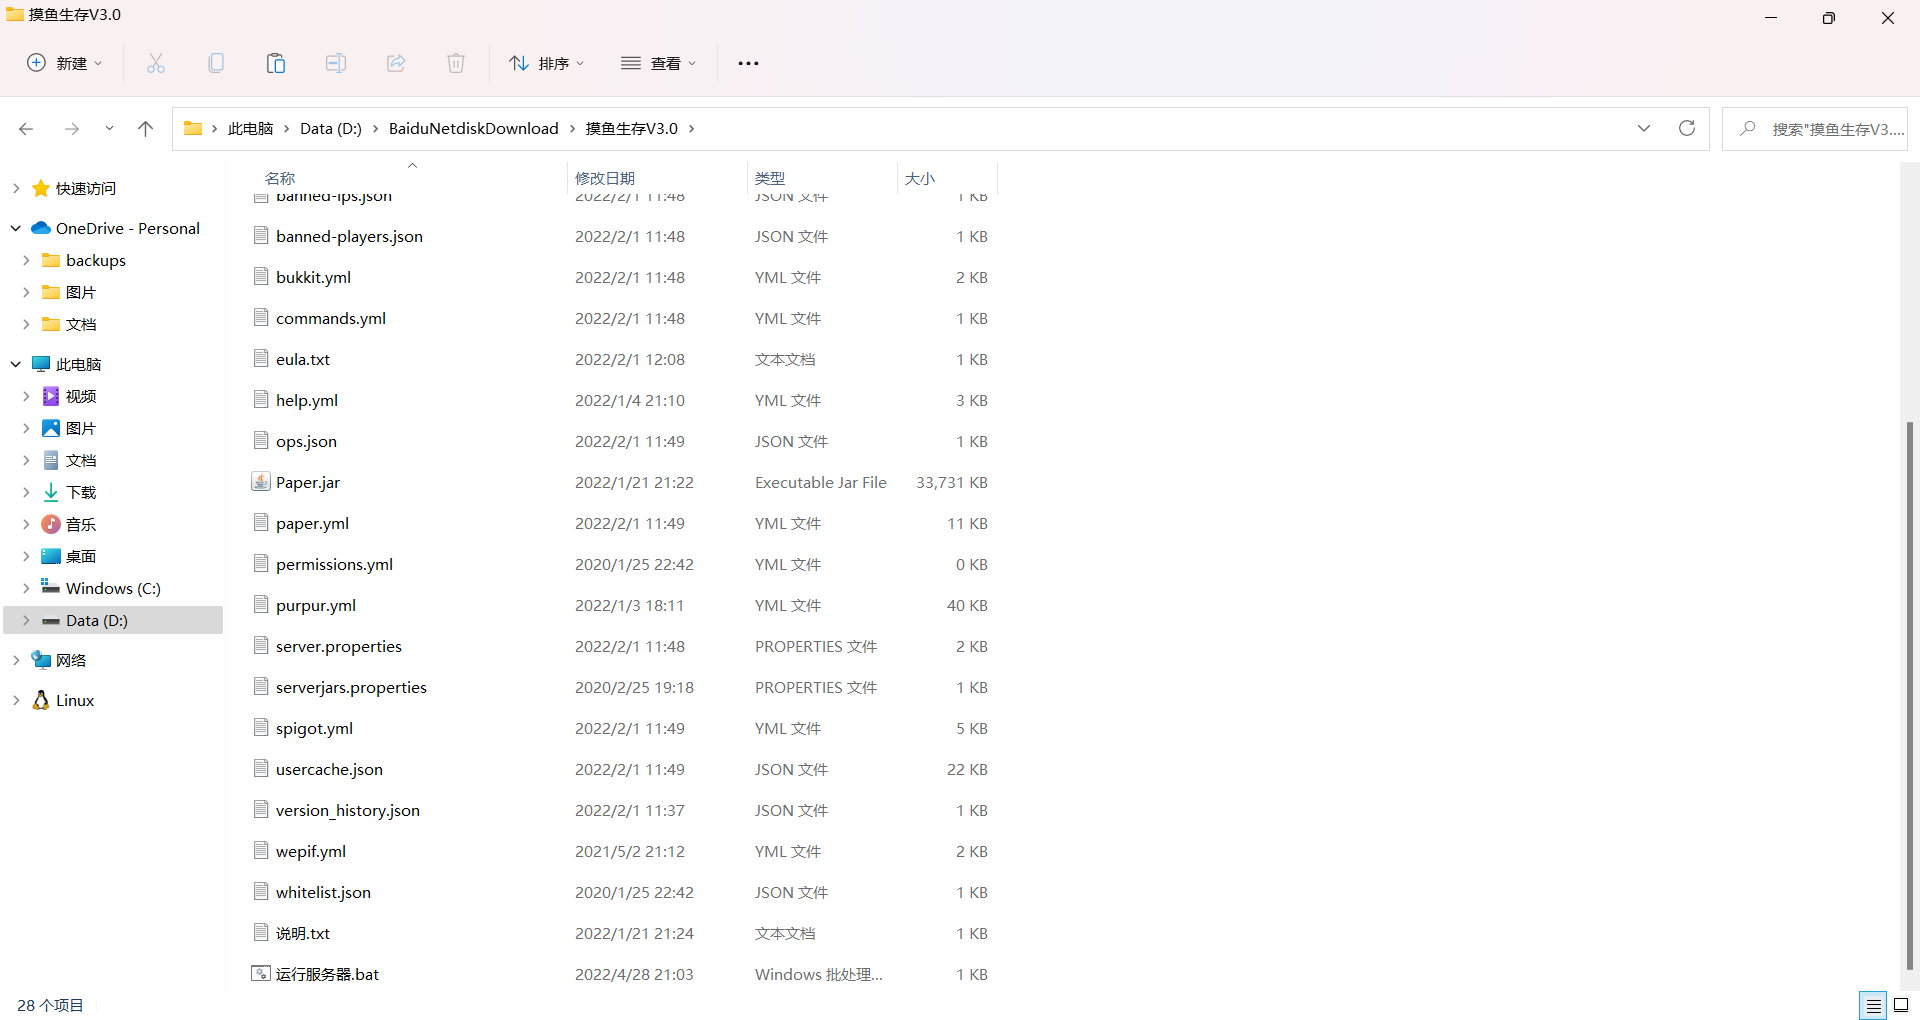 摸鱼生存V3.0
新建
排序
查看
此电脑 Data (D:) BaiduNetdiskDownload 摸鱼生存V3.0
搜索"摸鱼生存V3....
快速访问
OneDrive - Personal
backups
图片
文档
此电脑
视频
图片
文档
下载
音乐
桌面
Windows (C:)
Data (D:)
网络
Linux
名称 修改日期 类型 大小
banned-ips.json 2022/2/1 11:48 JSON 文件 1 KB
banned-players.json 2022/2/1 11:48 JSON 文件 1 KB
bukkit.yml 2022/2/1 11:48 YML 文件 2 KB
commands.yml 2022/2/1 11:48 YML 文件 1 KB
eula.txt 2022/2/1 12:08 文本文档 1 KB
help.yml 2022/1/4 21:10 YML 文件 3 KB
ops.json 2022/2/1 11:49 JSON 文件 1 KB
Paper.jar 2022/1/21 21:22 Executable Jar File 33,731 KB
paper.yml 2022/2/1 11:49 YML 文件 11 KB
permissions.yml 2020/1/25 22:42 YML 文件 0 KB
purpur.yml 2022/1/3 18:11 YML 文件 40 KB
server.properties 2022/2/1 11:48 PROPERTIES 文件 2 KB
serverjars.properties 2020/2/25 19:18 PROPERTIES 文件 1 KB
spigot.yml 2022/2/1 11:49 YML 文件 5 KB
usercache.json 2022/2/1 11:49 JSON 文件 22 KB
version_history.json 2022/2/1 11:37 JSON 文件 1 KB
wepif.yml 2021/5/2 21:12 YML 文件 2 KB
whitelist.json 2020/1/25 22:42 JSON 文件 1 KB
说明.txt 2022/1/21 21:24 文本文档 1 KB
运行服务器.bat 2022/4/28 21:03 Windows 批处理... 1 KB
28 个项目